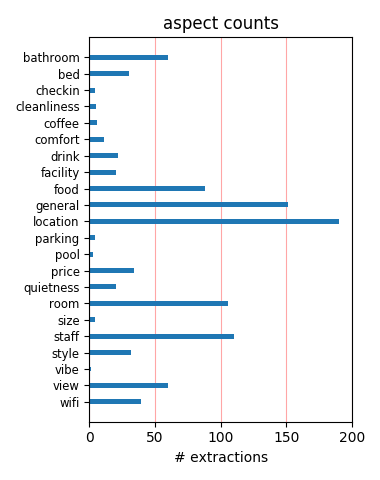 aspect counts
bathroom
bed
checkin
cleanliness
coffee
comfort
drink
facility
food
general
location
parking
pool
price
quietness
room
size
staff
style
vibe
view
wifi
0 50 100 150 200
# extractions